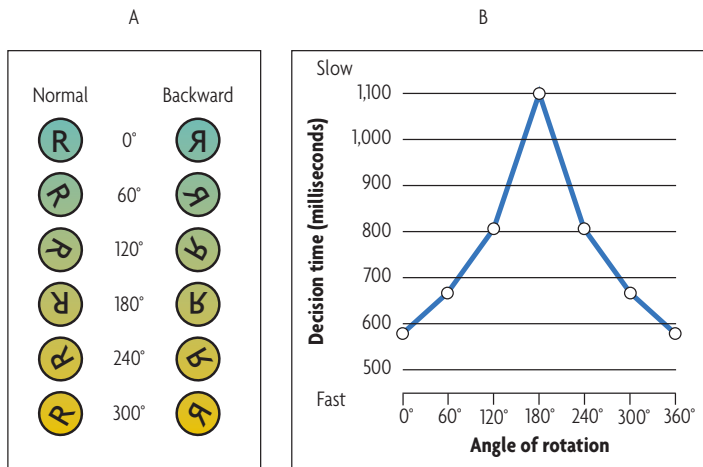 A
B
Normal Backward
R 0° Я
R 60° Я
R 120° Я
R 180° Я
R 240° Я
R 300° Я
Slow
1,100
1,000
900
800
700
600
500
Fast
Decision time (milliseconds)
0° 60° 120° 180° 240° 300° 360°
Angle of rotation